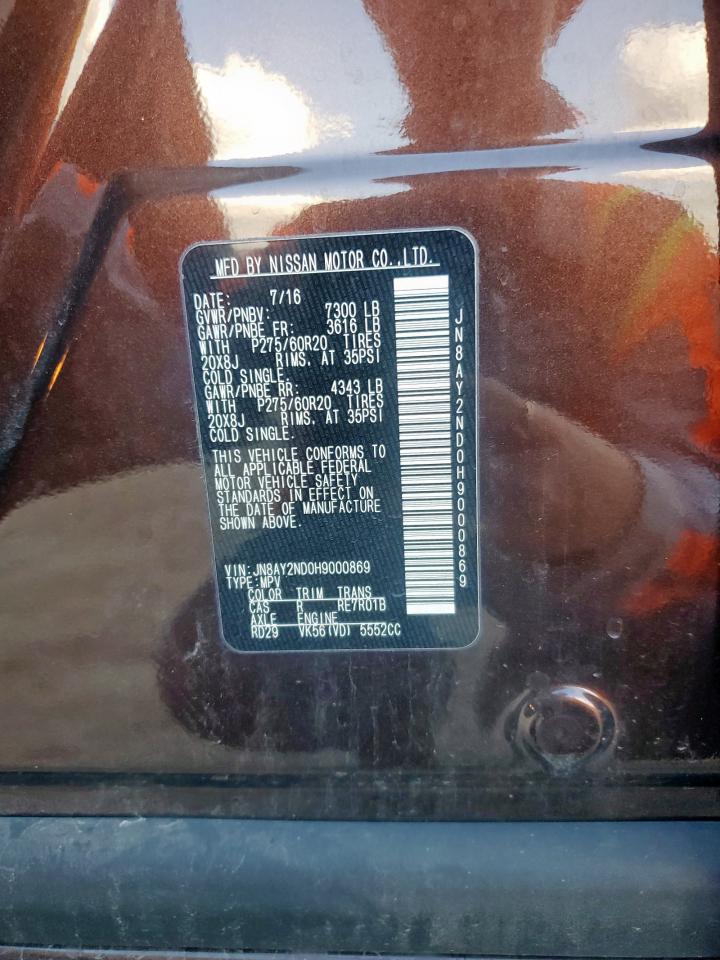 MFD BY NISSAN MOTOR CO.,LTD.
DATE: 7/16
GVWR/PNBV: 7300 LB
GAWR/PNBE FR: 3616 LB
WITH P275/60R20 TIRES
20X8J RIMS, AT 35PSI
COLD SINGLE.
GAWR/PNBE RR: 4343 LB
WITH P275/60R20 TIRES
20X8J RIMS, AT 35PSI
COLD SINGLE.
THIS VEHICLE CONFORMS TO
ALL APPLICABLE FEDERAL
MOTOR VEHICLE SAFETY
STANDARDS IN EFFECT ON
THE DATE OF MANUFACTURE
SHOWN ABOVE.
VIN:JN8AY2ND0H9000869
TYPE:MPV
COLOR TRIM TRANS
CAS R RE7R01B
AXLE ENGINE
RD29 VK56(VD) 5552CC
JN8AY2ND0H9000869